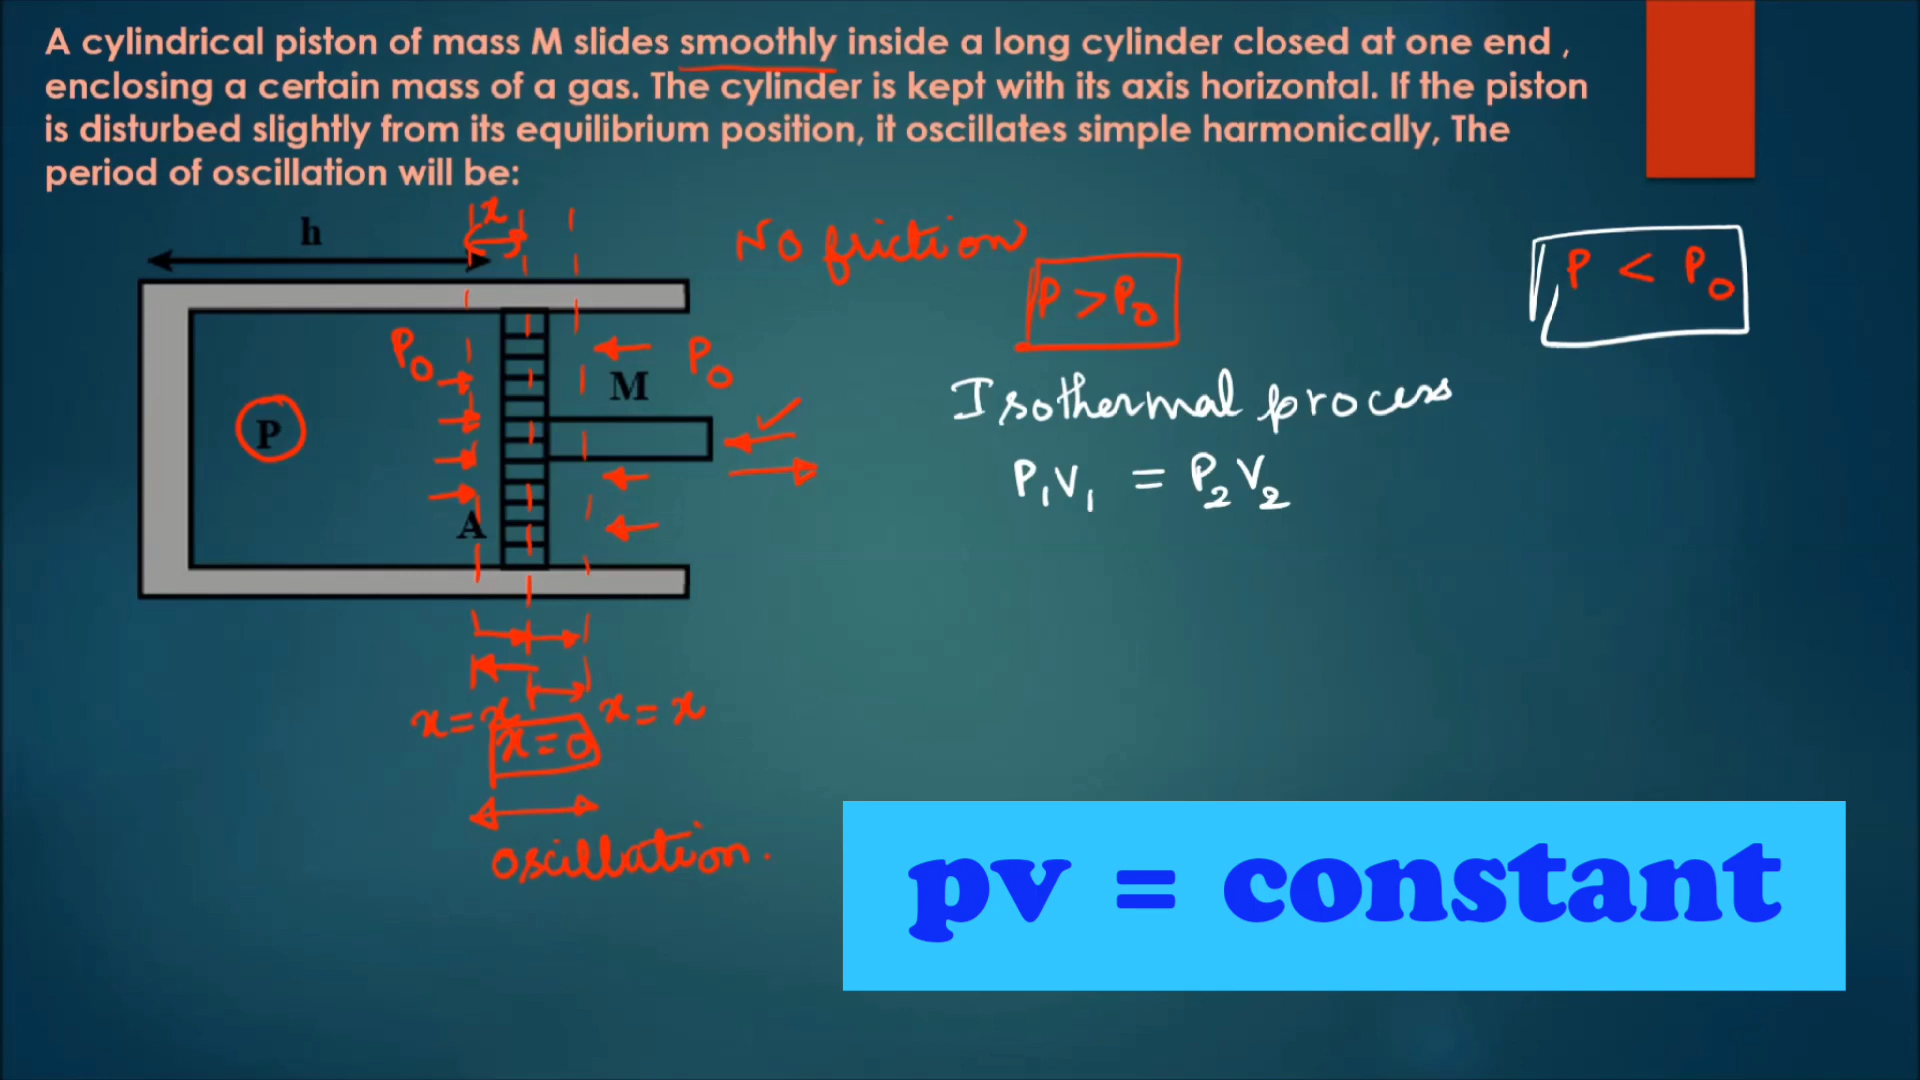 A cylindrical piston of mass M slides smoothly inside a long cylinder closed at one end ,
enclosing a certain mass of a gas. The cylinder is kept with its axis horizontal. If the piston
is disturbed slightly from its equilibrium position, it oscillates simple harmonically, The
period of oscillation will be:
x
h
No friction
P > P₀
P < P₀
P₀
M
P₀
Isothermal process
P
P₁V₁ = P₂V₂
A
x = x
x = x
x = 0
oscillation.
pv = constant